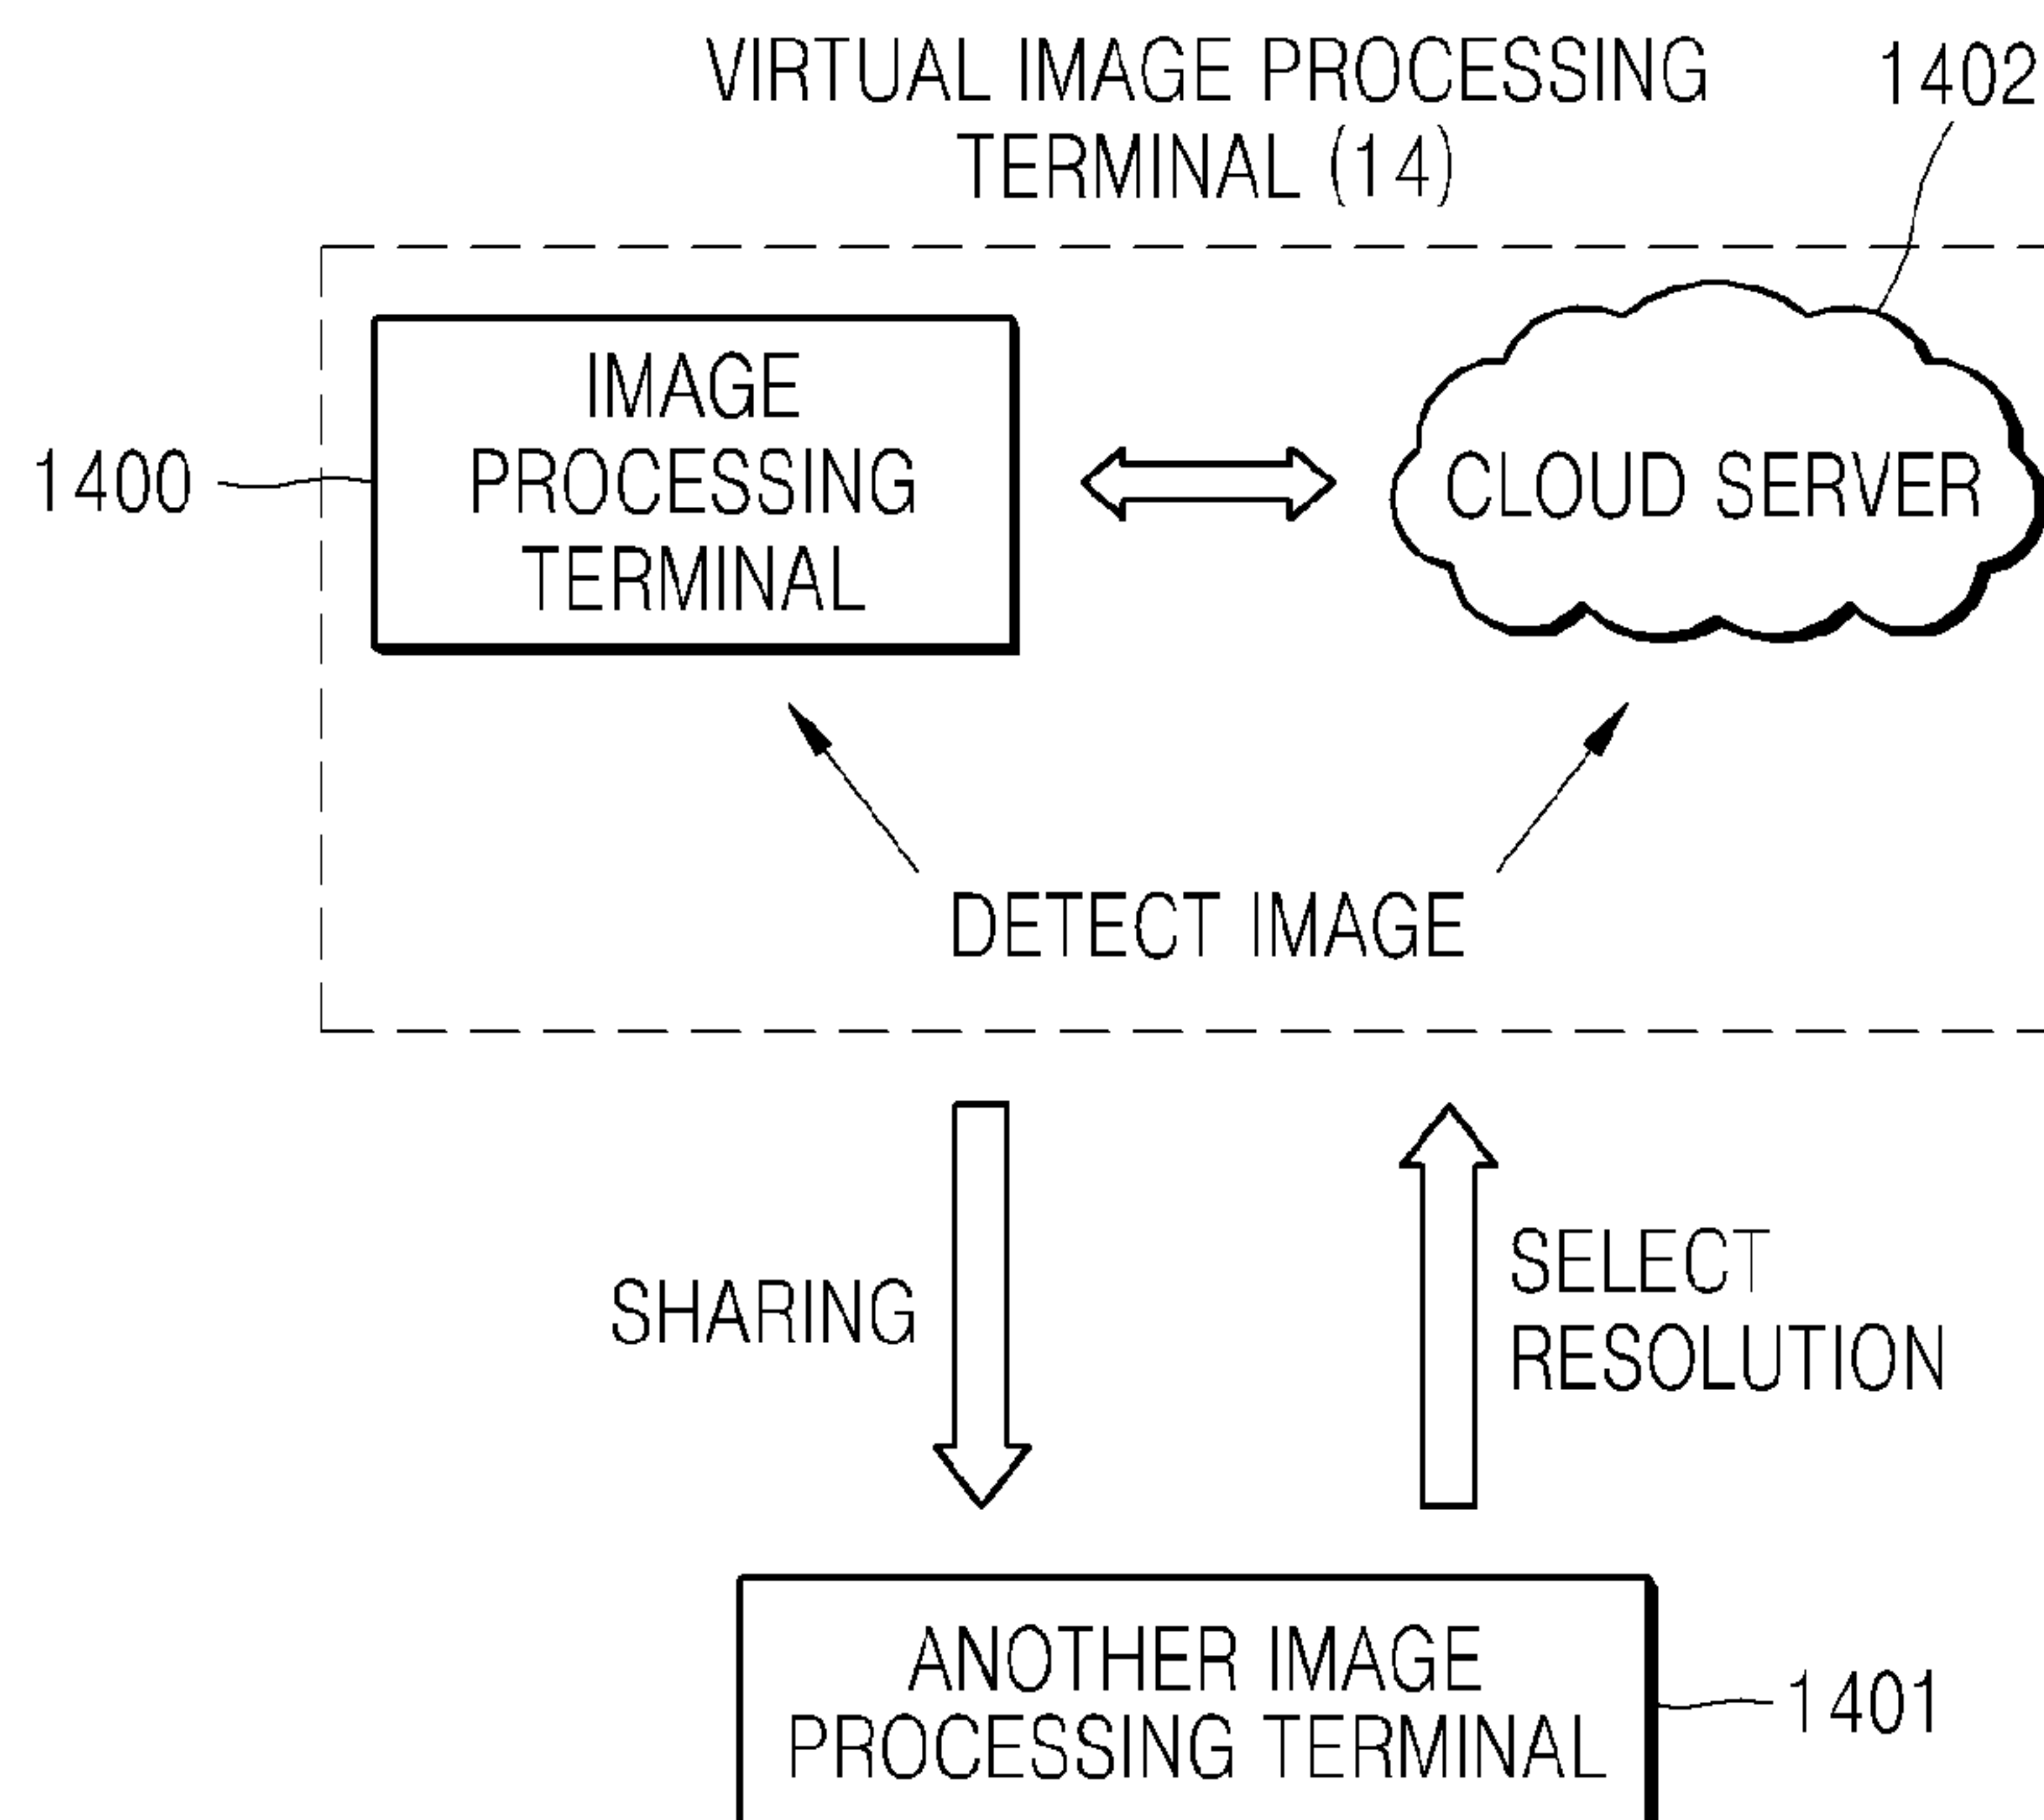 VIRTUAL IMAGE PROCESSING
TERMINAL (14)
1402
IMAGE
PROCESSING
TERMINAL
1400
CLOUD SERVER
DETECT IMAGE
SHARING
SELECT
RESOLUTION
ANOTHER IMAGE
PROCESSING TERMINAL
1401